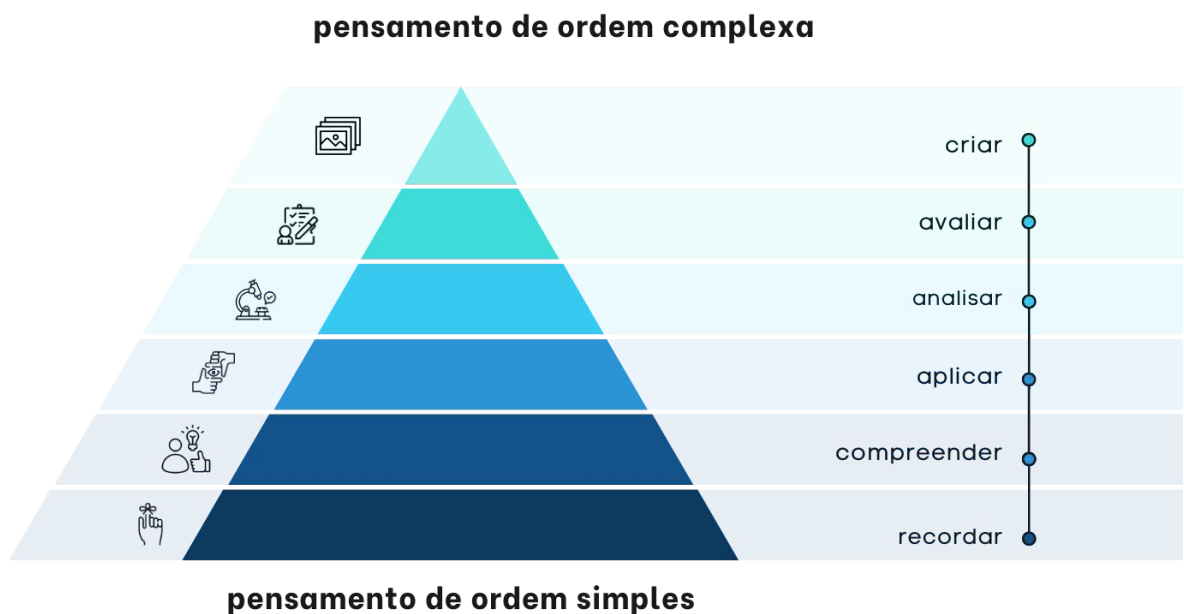 pensamento de ordem complexa
criar
avaliar
analisar
aplicar
compreender
recordar
pensamento de ordem simples